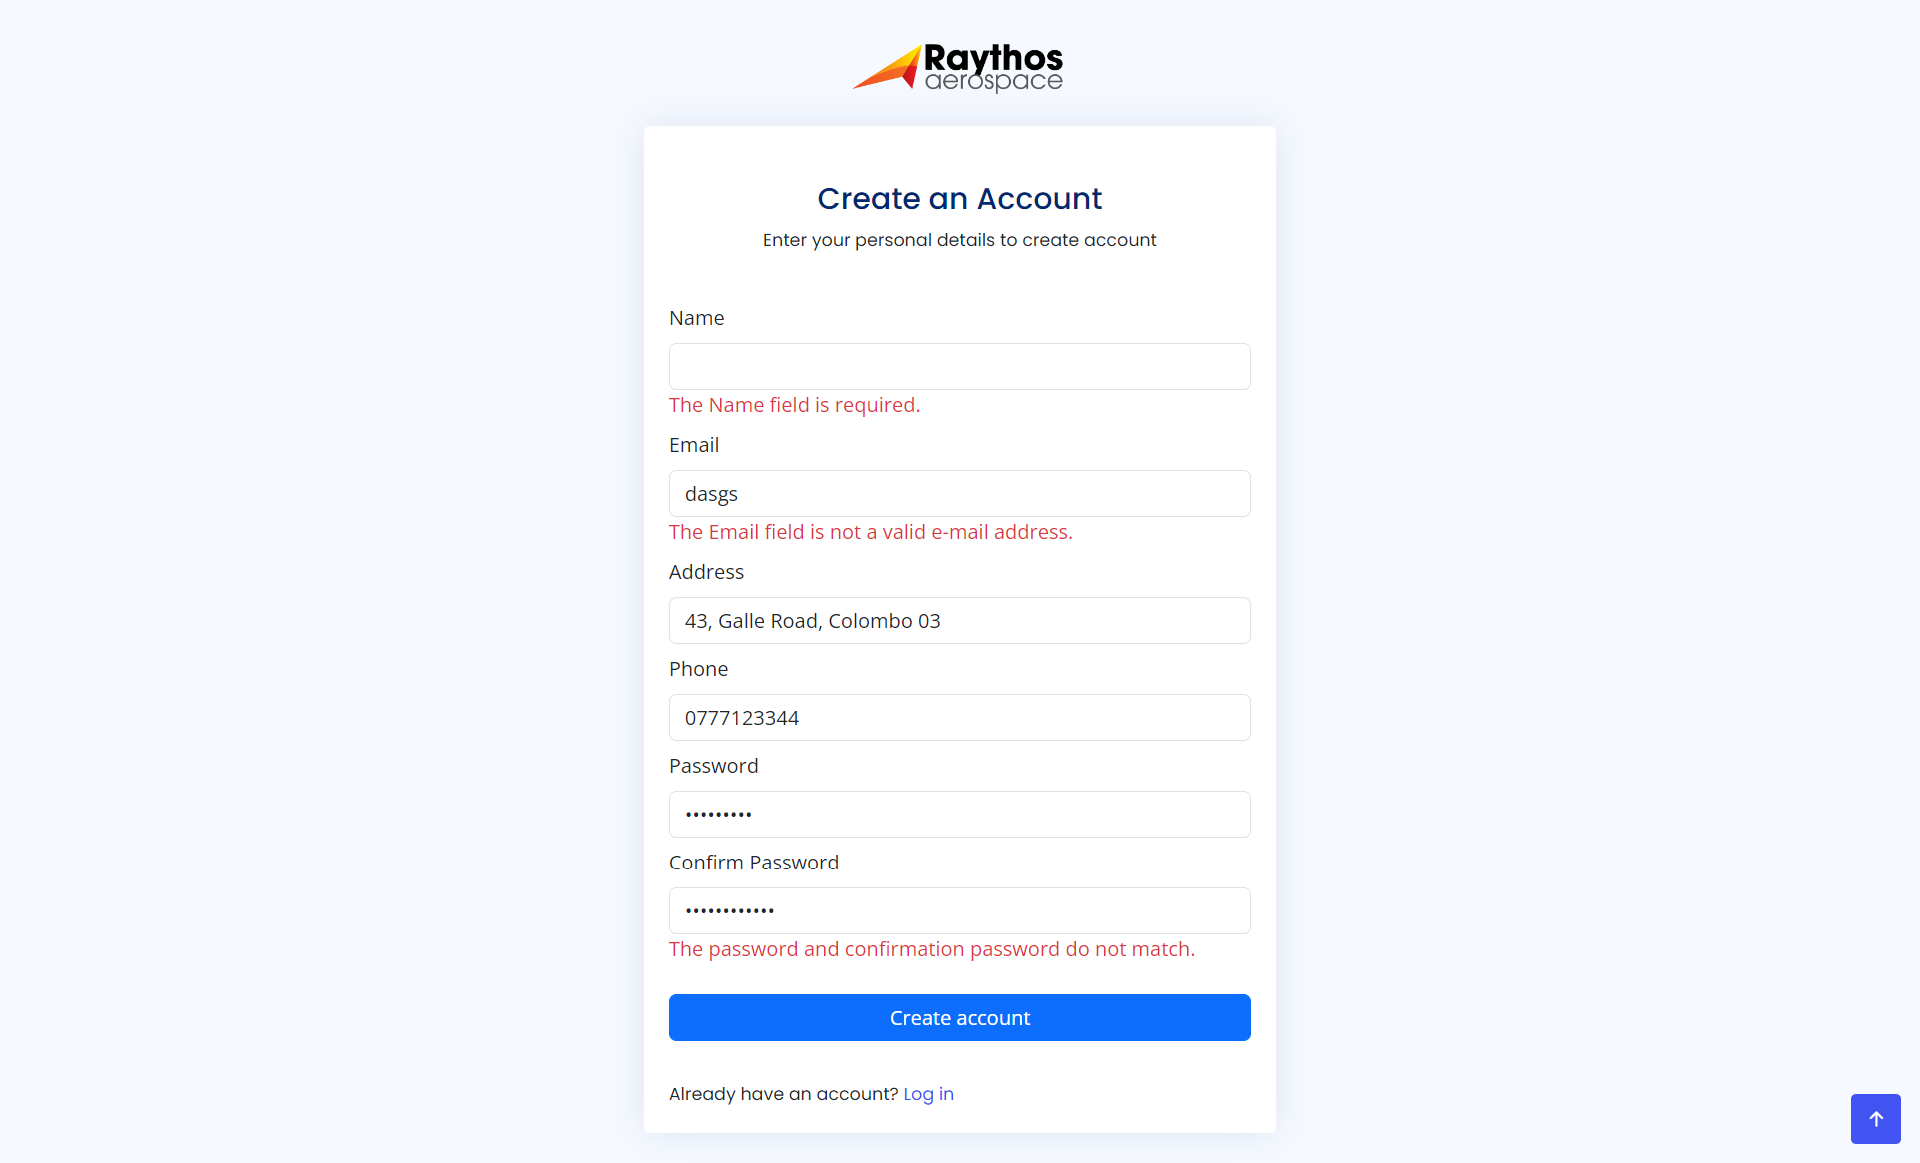 Raythos
aerospace
Create an Account
Enter your personal details to create account
Name
The Name field is required.
Email
dasgs
The Email field is not a valid e-mail address.
Address
43, Galle Road, Colombo 03
Phone
0777123344
Password
•••••••••
Confirm Password
••••••••••••
The password and confirmation password do not match.
Create account
Already have an account? Log in